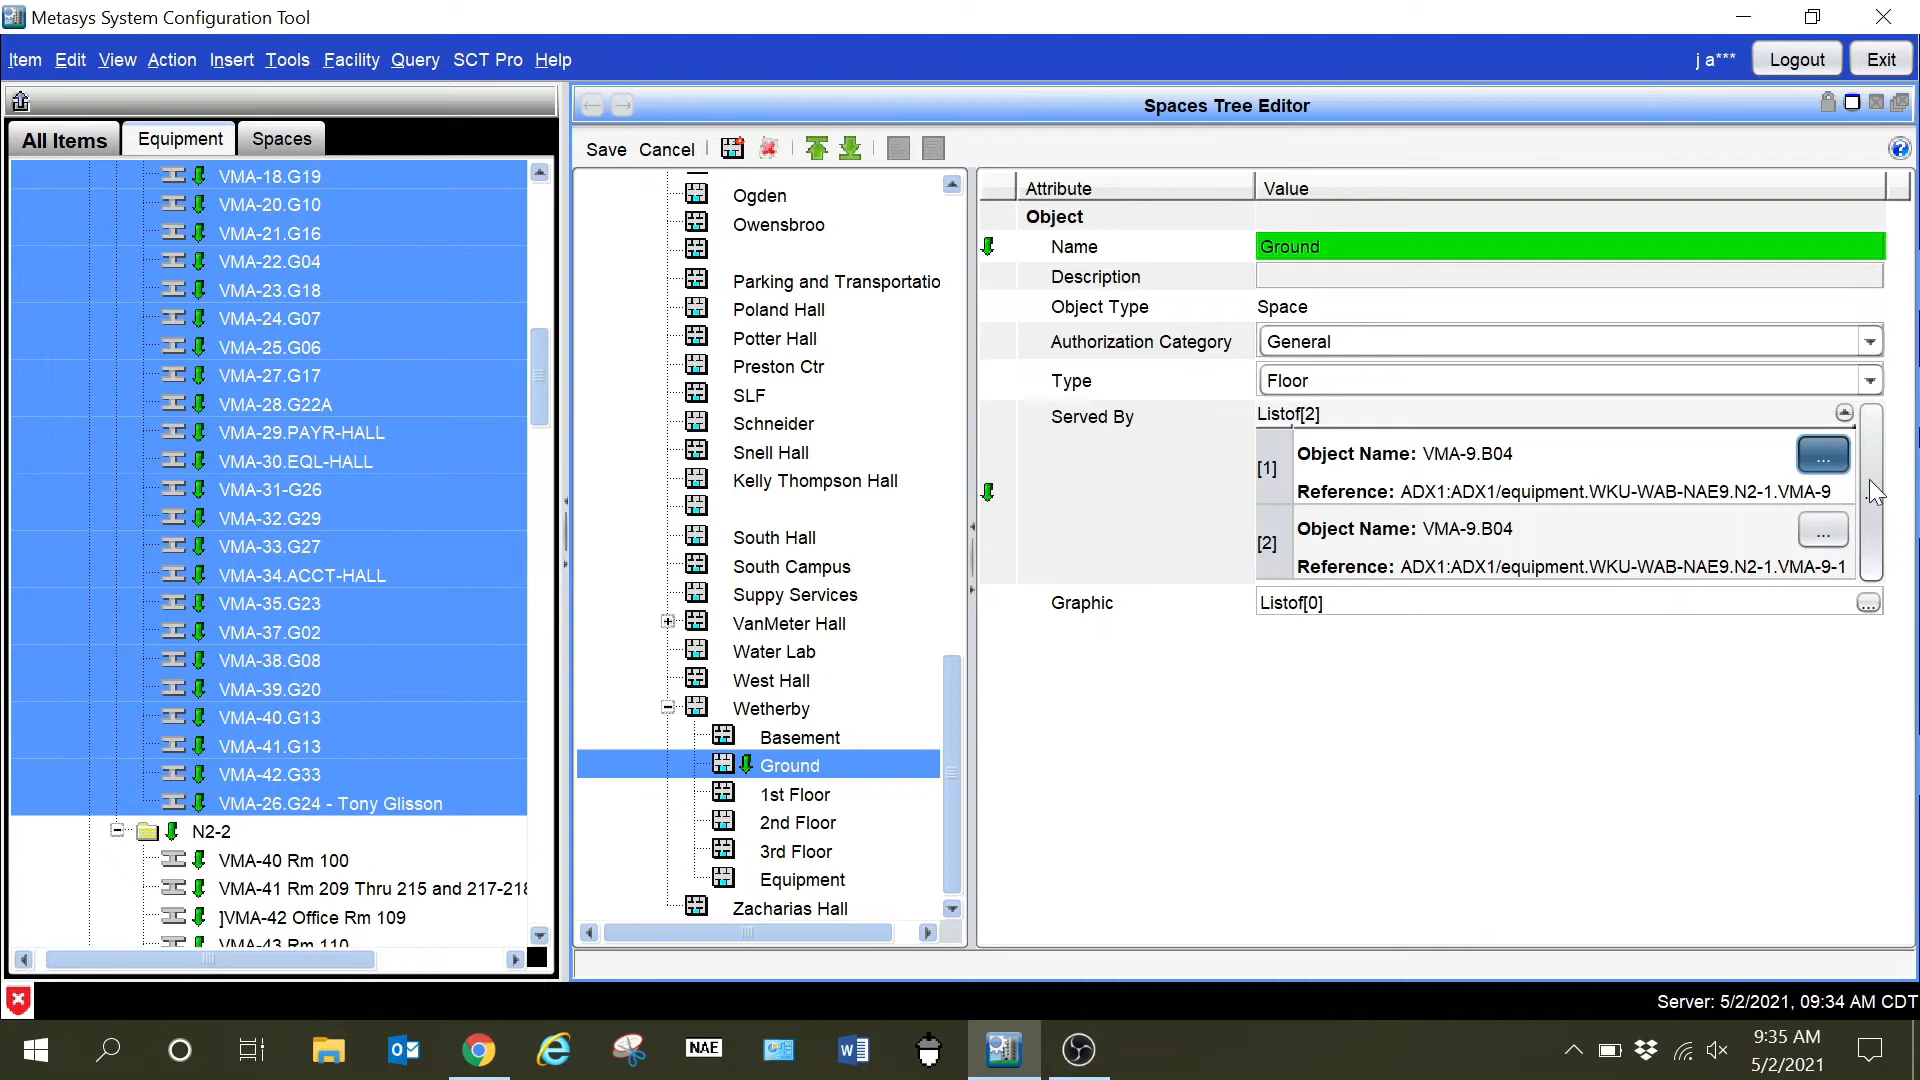 Metasys System Configuration Tool
Item Edit View Action Insert Tools Facility Query SCT Pro Help
j a***
Logout
Exit
All Items
Equipment
Spaces
VMA-18.G19
VMA-20.G10
VMA-21.G16
VMA-22.G04
VMA-23.G18
VMA-24.G07
VMA-25.G06
VMA-27.G17
VMA-28.G22A
VMA-29.PAYR-HALL
VMA-30.EQL-HALL
VMA-31-G26
VMA-32.G29
VMA-33.G27
VMA-34.ACCT-HALL
VMA-35.G23
VMA-37.G02
VMA-38.G08
VMA-39.G20
VMA-40.G13
VMA-41.G13
VMA-42.G33
VMA-26.G24 - Tony Glisson
N2-2
VMA-40 Rm 100
VMA-41 Rm 209 Thru 215 and 217-218
]VMA-42 Office Rm 109
VMA-43 Rm 110
Spaces Tree Editor
Save Cancel
Ogden
Owensbroo
Parking and Transportatio
Poland Hall
Potter Hall
Preston Ctr
SLF
Schneider
Snell Hall
Kelly Thompson Hall
South Hall
South Campus
Suppy Services
VanMeter Hall
Water Lab
West Hall
Wetherby
Basement
Ground
1st Floor
2nd Floor
3rd Floor
Equipment
Zacharias Hall
Attribute Value
Object
Name Ground
Description
Object Type Space
Authorization Category General
Type Floor
Served By Listof[2]
[1] Object Name: VMA-9.B04 ...
Reference: ADX1:ADX1/equipment.WKU-WAB-NAE9.N2-1.VMA-9
[2] Object Name: VMA-9.B04 ...
Reference: ADX1:ADX1/equipment.WKU-WAB-NAE9.N2-1.VMA-9-1
Graphic Listof[0] ...
Server: 5/2/2021, 09:34 AM CDT
NAE
9:35 AM
5/2/2021